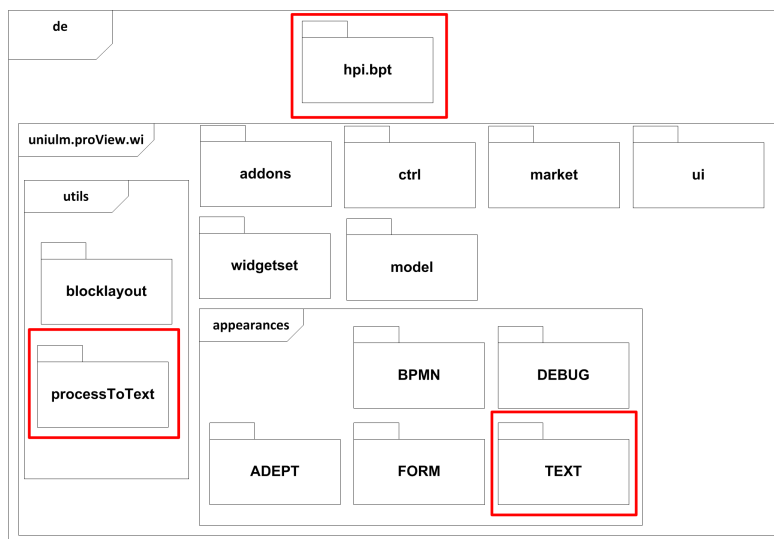 de
hpi.bpt
uniulm.proView.wi
addons
ctrl
market
ui
utils
widgetset
model
blocklayout
processToText
appearances
BPMN
DEBUG
ADEPT
FORM
TEXT